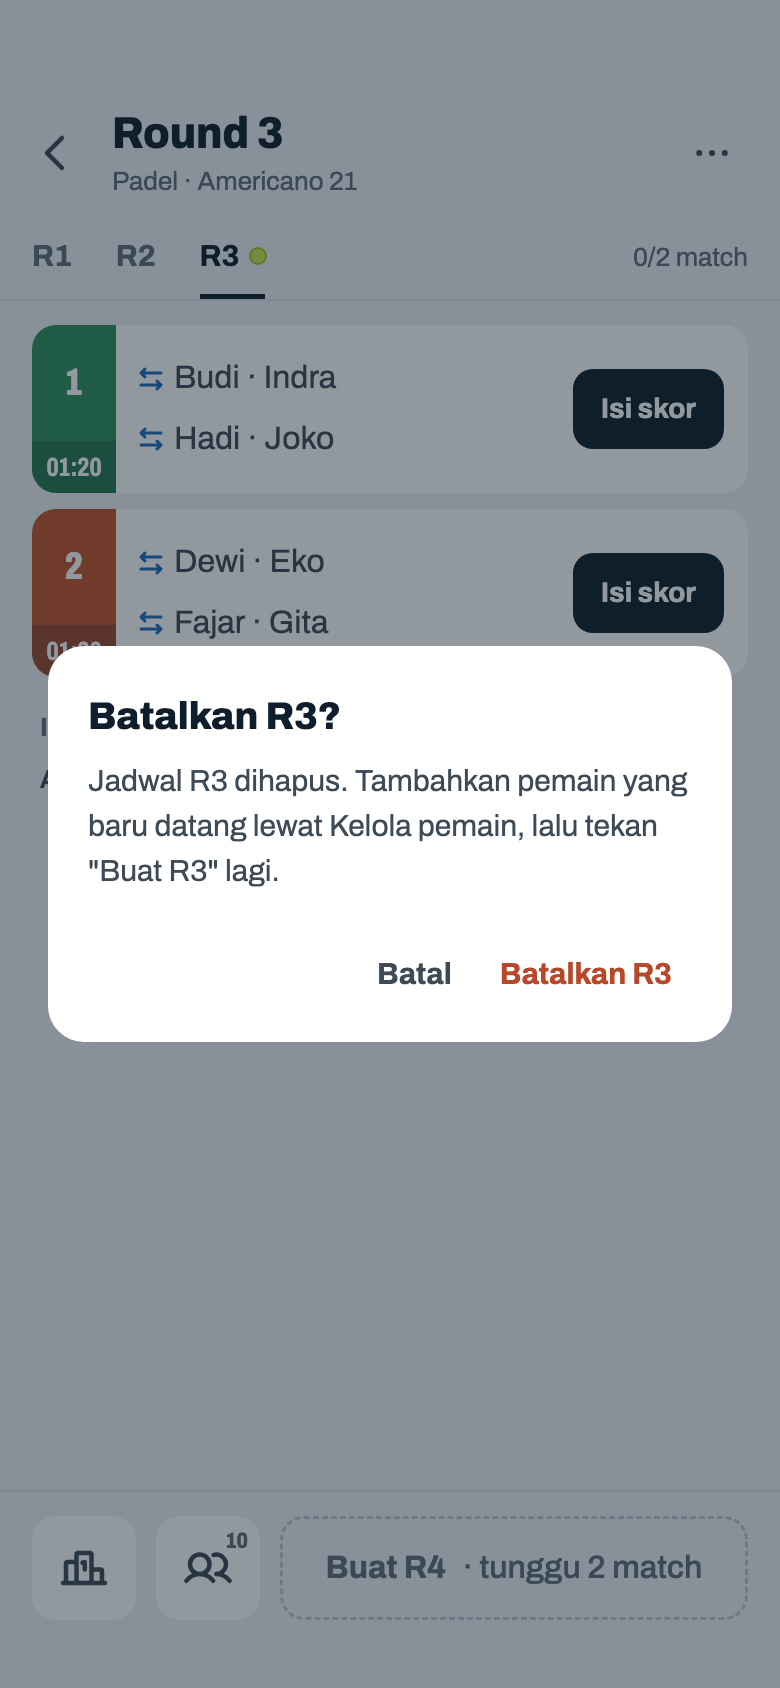 Round 3
Padel · Americano 21
R1 R2 R3 0/2 match
1
01:20
Budi · Indra
Hadi · Joko
Isi skor
2
Dewi · Eko
Fajar · Gita
Isi skor
Batalkan R3?
Jadwal R3 dihapus. Tambahkan pemain yang
baru datang lewat Kelola pemain, lalu tekan
"Buat R3" lagi.
Batal Batalkan R3
10
Buat R4 · tunggu 2 match